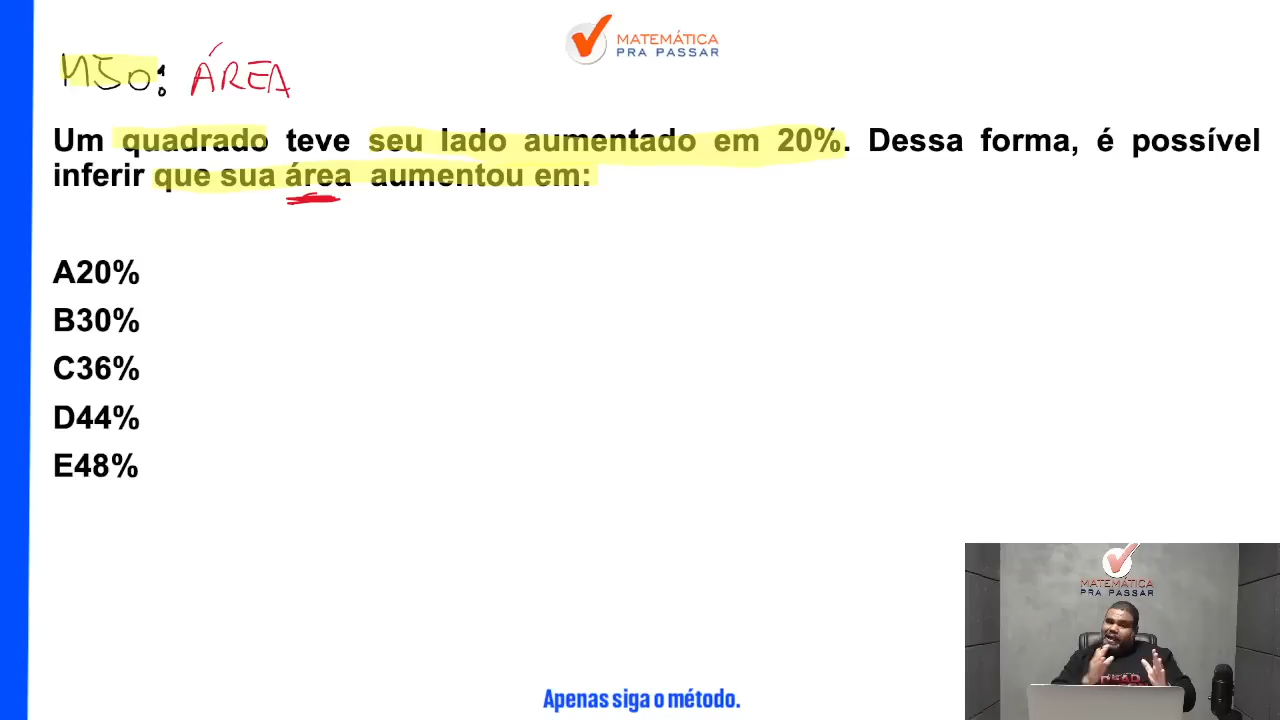 MATEMÁTICA
PRA PASSAR
M50: ÁREA
Um quadrado teve seu lado aumentado em 20%. Dessa forma, é possível
inferir que sua área aumentou em:
A20%
B30%
C36%
D44%
E48%
MATEMÁTICA
PRA PASSAR
Apenas siga o método.